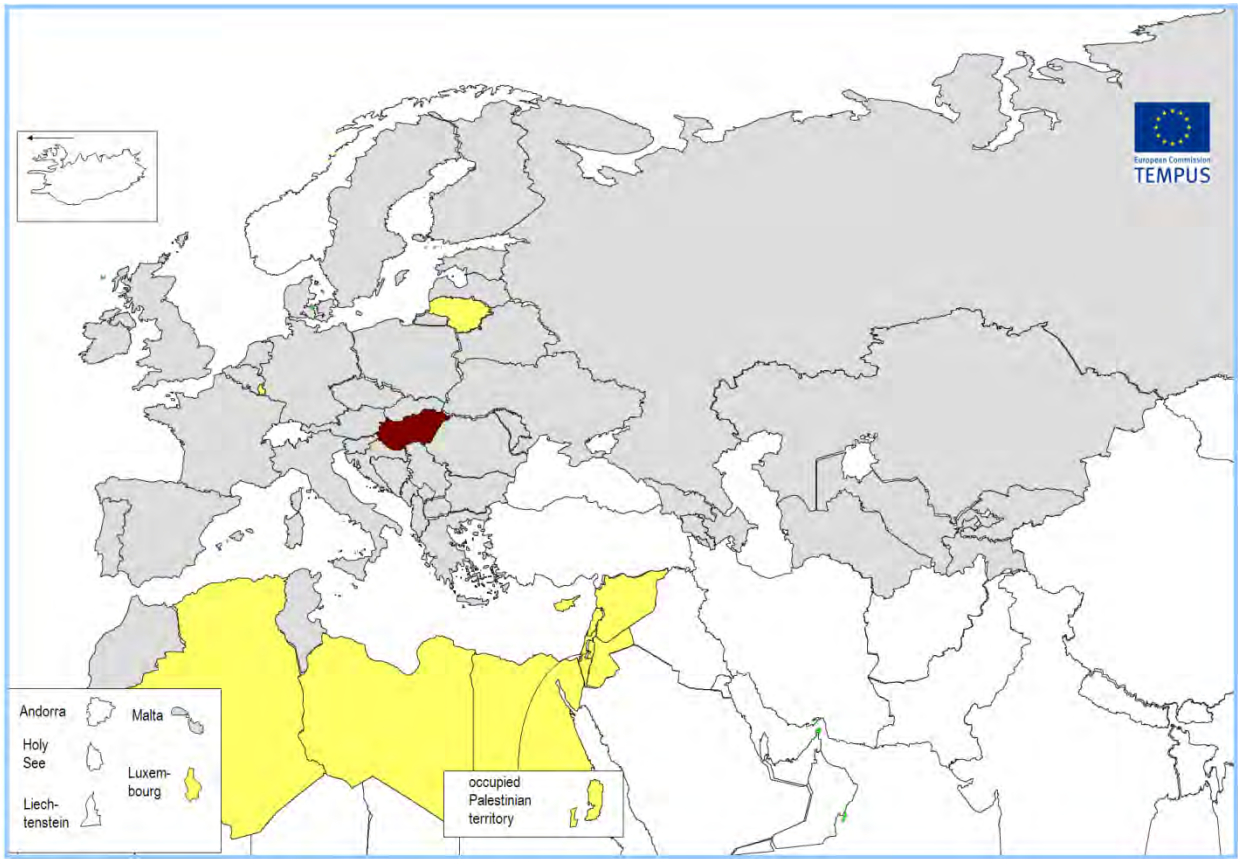 European Commission
TEMPUS
Andorra
Malta
Holy
See
Luxem-
bourg
Liech-
tenstein
occupied
Palestinian
territory